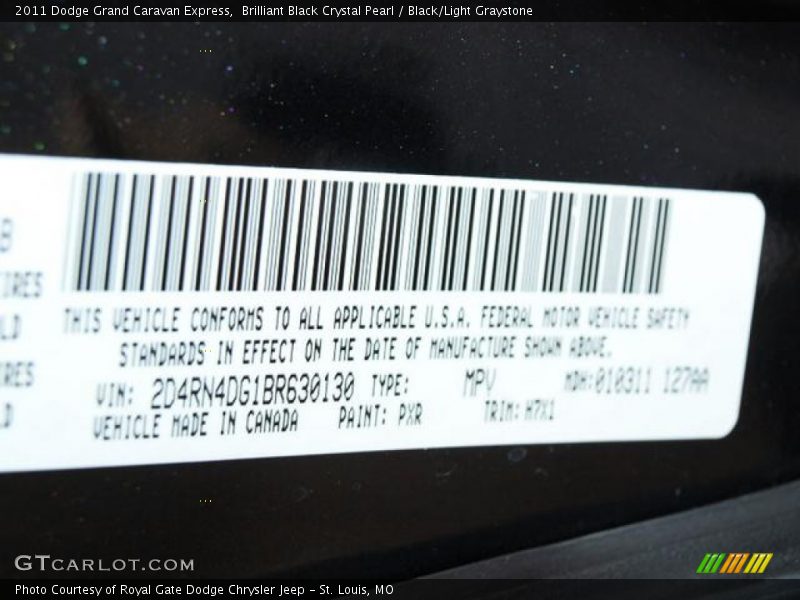 2011 Dodge Grand Caravan Express,  Brilliant Black Crystal Pearl / Black/Light Graystone
THIS VEHICLE CONFORMS TO ALL APPLICABLE U.S.A. FEDERAL MOTOR VEHICLE SAFETY
STANDARDS IN EFFECT ON THE DATE OF MANUFACTURE SHOWN ABOVE.
VIN: 2D4RN4DG1BR630130 TYPE: MPV MDH:010311 127AA
VEHICLE MADE IN CANADA PAINT: PXR TRIM: H7X1
GTCARLOT.COM
Photo Courtesy of Royal Gate Dodge Chrysler Jeep - St. Louis, MO